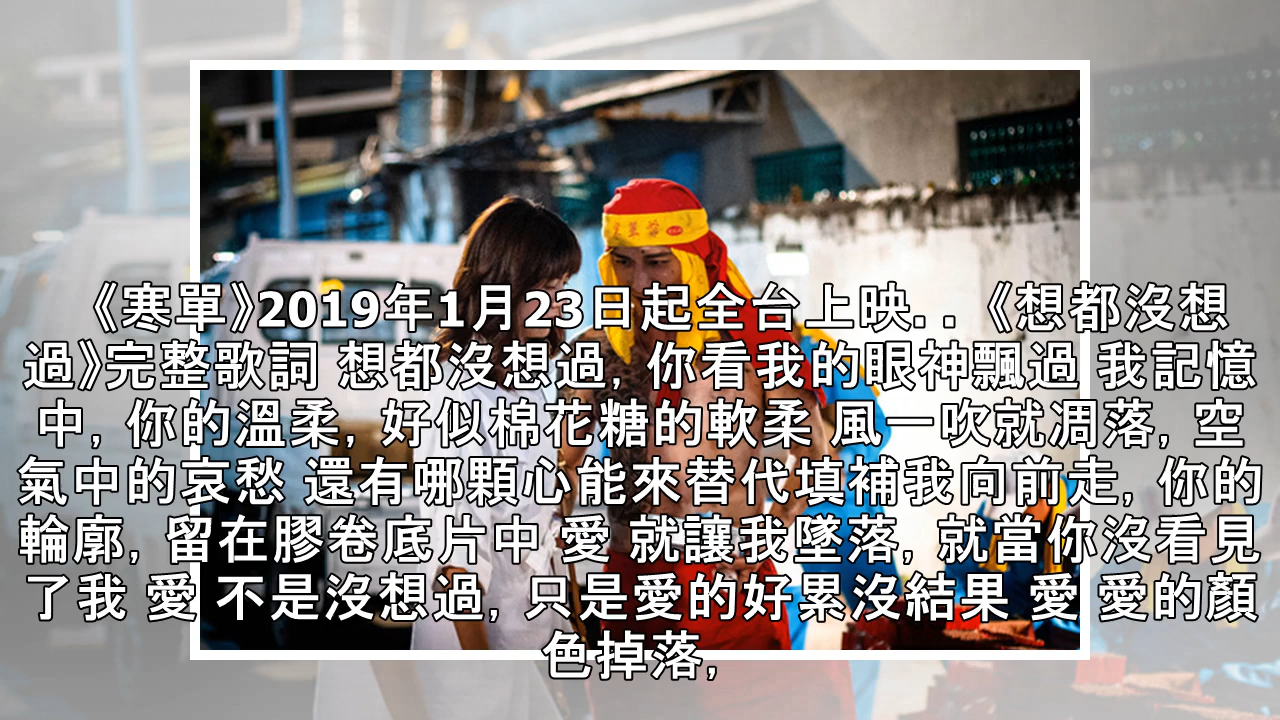 《寒單》2019年1月23日起全台上映. . 《想都沒想
過》完整歌詞 想都沒想過, 你看我的眼神飄過 我記憶
中, 你的溫柔, 好似棉花糖的軟柔 風一吹就凋落, 空
氣中的哀愁 還有哪顆心能來替代填補我向前走, 你的
輪廓, 留在膠卷底片中 愛 就讓我墜落, 就當你沒看見
了我 愛 不是沒想過, 只是愛的好累沒結果 愛 愛的顏
色掉落,